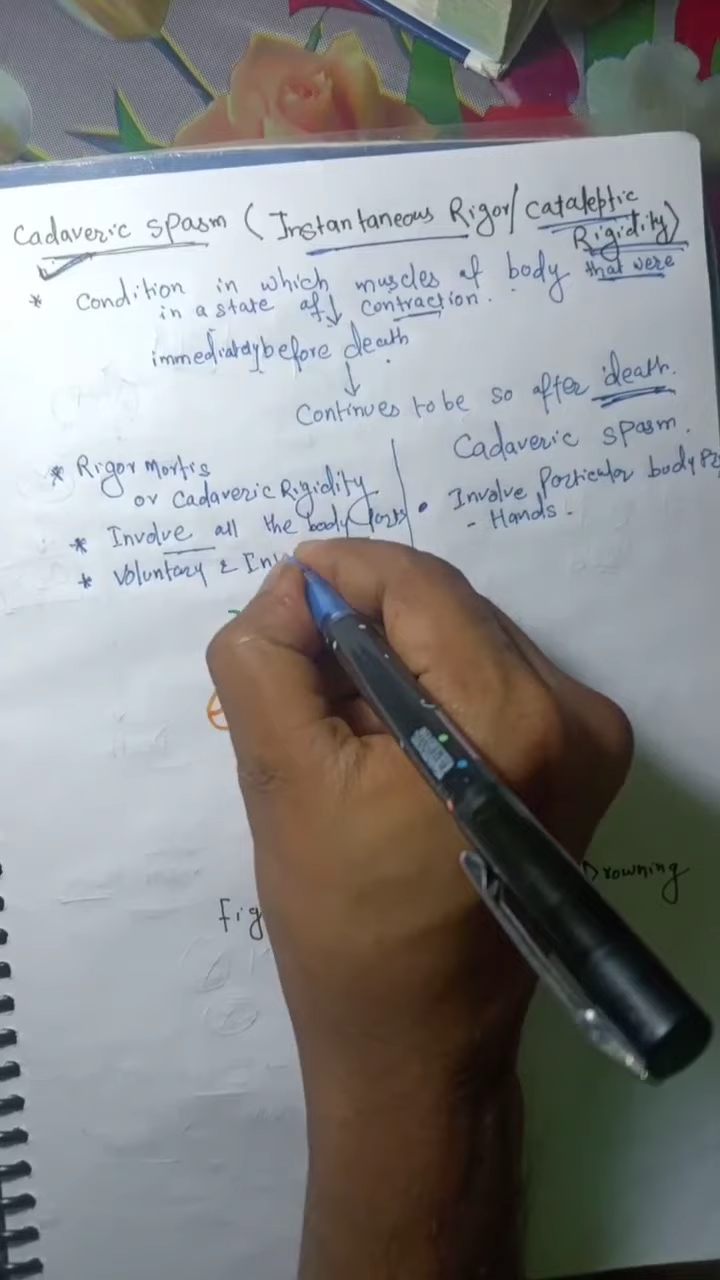 Cadaveric spasm (Instantaneous Rigor/ Cataleptic
Rigidity)
* Condition in which muscles of body that were
in a state of contraction.
immediately before death
Continues to be so after death.
* Rigor Mortis
or Cadaveric Rigidity
* Involve all the body parts
* Voluntary & Inv
Cadaveric spasm.
• Involve Particular body
- Hands -
Fig
Drowning